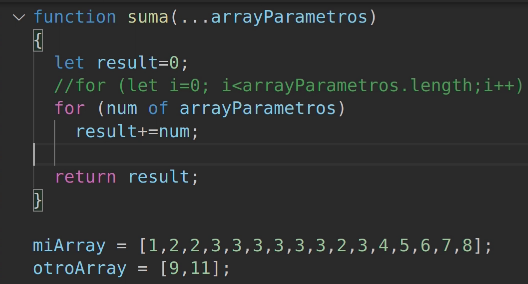 function suma(...arrayParametros)
{
let result=0;
//for (let i=0; i<arrayParametros.length;i++)
for (num of arrayParametros)
result+=num;
return result;
}
miArray = [1,2,2,3,3,3,3,3,3,2,3,4,5,6,7,8];
otroArray = [9,11];